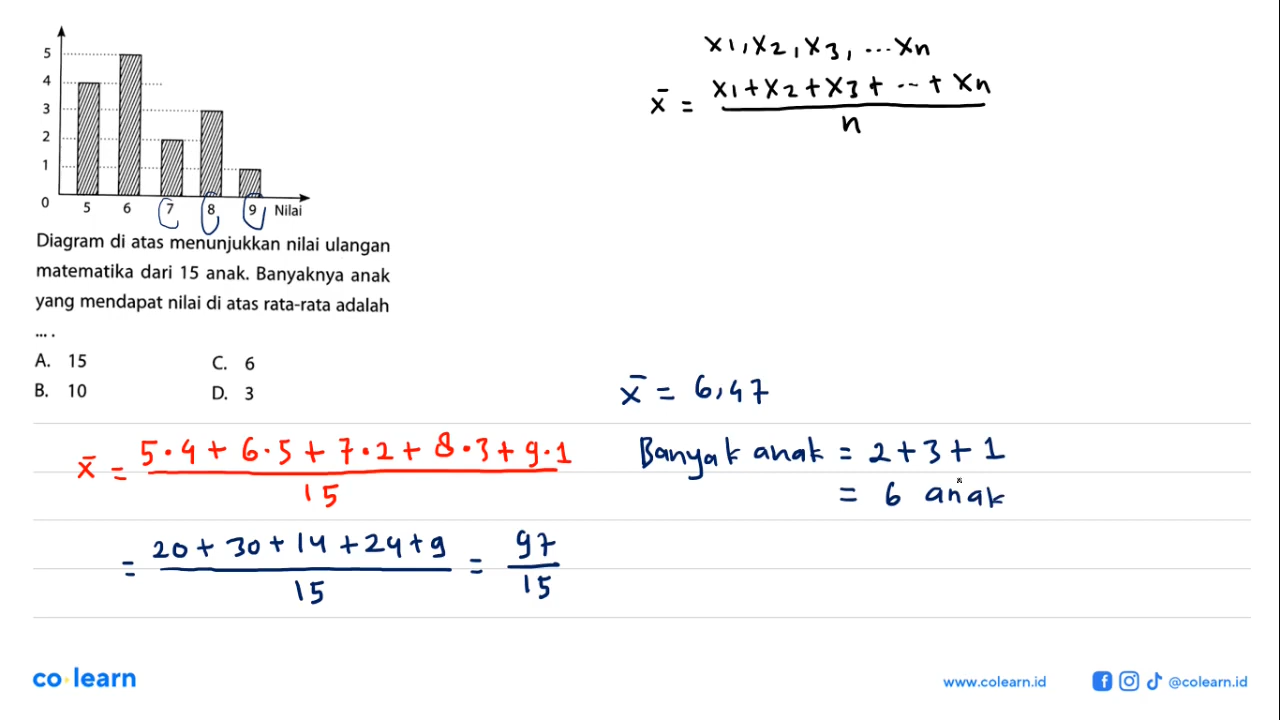 5
4
3
2
1
0
5 6 7 8 9 Nilai
Diagram di atas menunjukkan nilai ulangan
matematika dari 15 anak. Banyaknya anak
yang mendapat nilai di atas rata-rata adalah
... .
A. 15 C. 6
B. 10 D. 3
x1, x2, x3, ... xn
x̄ = x1 + x2 + x3 + ... + xn
n
x̄ = 5 · 4 + 6 · 5 + 7 · 2 + 8 · 3 + 9 · 1
15
= 20 + 30 + 14 + 24 + 9 = 97
15 15
x̄ = 6,47
Banyak anak = 2 + 3 + 1
= 6 anak
co learn
www.colearn.id @colearn.id